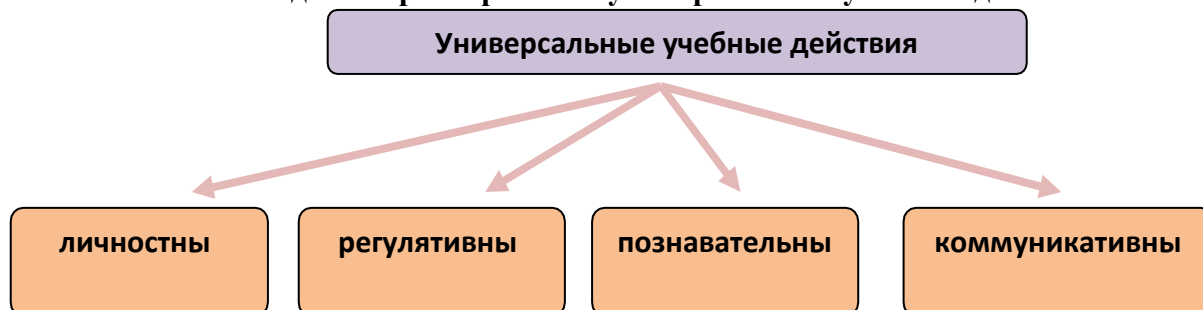 Универсальные учебные действия
личностны
регулятивны
познавательны
коммуникативны